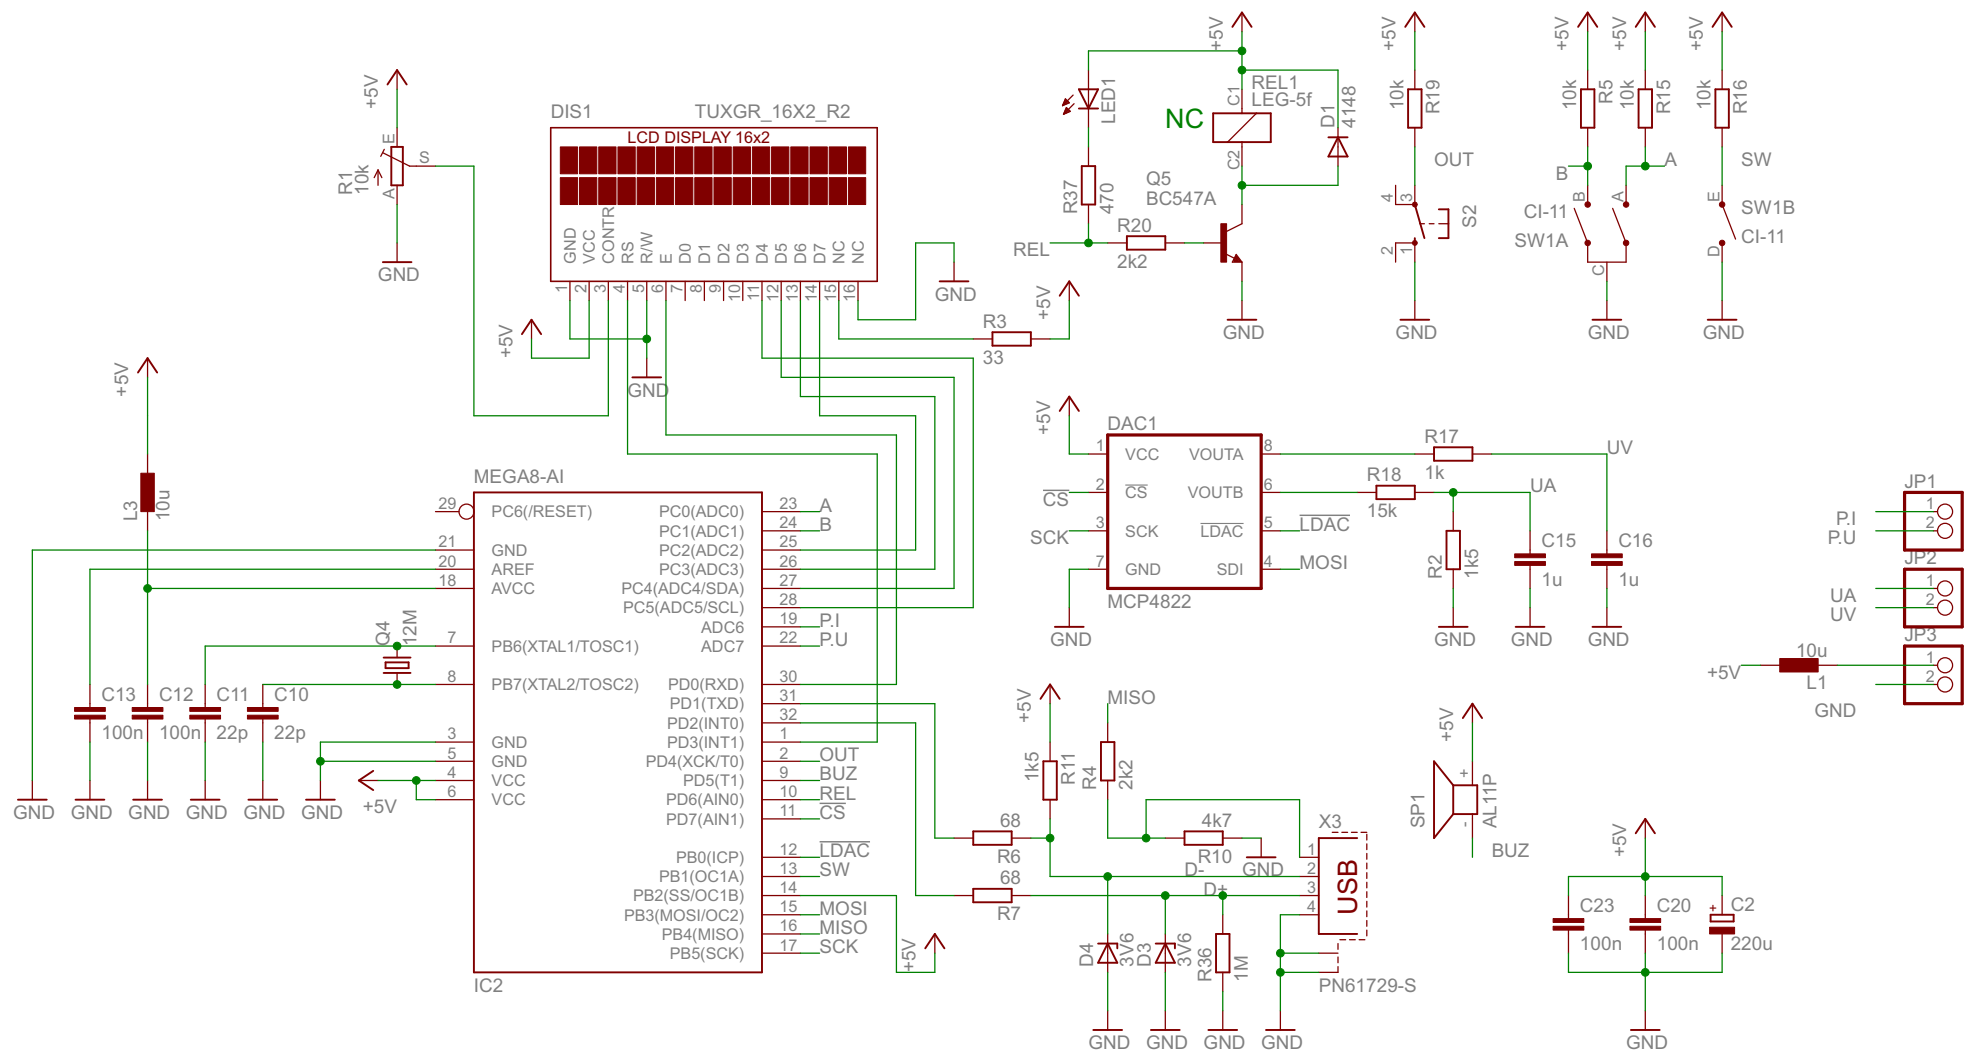 +5V
R1
10k
E
S
A
GND
DIS1
TUXGR_16X2_R2
LCD DISPLAY 16x2
GND
VCC
CONTR
RS
R/W
E
D0
D1
D2
D3
D4
D5
D6
D7
NC
NC
1
2
3
4
5
6
7
8
9
10
11
12
13
14
15
16
+5V
GND
GND
R3
33
+5V
+5V
LED1
R37
470
REL
R20
2k2
NC
C1
C2
REL1
LEG-5f
D1
4148
Q5
BC547A
GND
+5V
10k
R19
OUT
4
3
2
1
S2
GND
+5V
+5V
10k
R5
10k
R15
B
A
B
A
C
CI-11
SW1A
GND
+5V
10k
R16
SW
E
D
SW1B
CI-11
GND
+5V
L3
10u
MEGA8-AI
29
PC6(/RESET)
21
GND
20
AREF
18
AVCC
7
PB6(XTAL1/TOSC1)
8
PB7(XTAL2/TOSC2)
3
GND
5
GND
4
VCC
6
VCC
PC0(ADC0)
23
A
PC1(ADC1)
24
B
PC2(ADC2)
25
PC3(ADC3)
26
PC4(ADC4/SDA)
27
PC5(ADC5/SCL)
28
ADC6
19
P.I
ADC7
22
P.U
PD0(RXD)
30
PD1(TXD)
31
PD2(INT0)
32
PD3(INT1)
1
PD4(XCK/T0)
2
OUT
PD5(T1)
9
BUZ
PD6(AIN0)
10
REL
PD7(AIN1)
11
CS
PB0(ICP)
12
LDAC
PB1(OC1A)
13
SW
PB2(SS/OC1B)
14
PB3(MOSI/OC2)
15
MOSI
PB4(MISO)
16
MISO
PB5(SCK)
17
SCK
IC2
+5V
Q4
12M
C13
100n
C12
100n
C11
22p
C10
22p
GND
GND
GND
GND
GND
GND
+5V
+5V
DAC1
1
VCC
2
CS
CS
3
SCK
SCK
7
GND
VOUTA
8
VOUTB
6
LDAC
5
LDAC
SDI
4
MOSI
MCP4822
GND
R17
1k
UV
R18
15k
UA
R2
1k5
C15
1u
C16
1u
GND
GND
GND
JP1
P.I
1
P.U
2
JP2
UA
1
UV
2
JP3
+5V
10u
L1
1
2
GND
+5V
1k5
R11
MISO
R4
2k2
68
R6
68
R7
4k7
R10
GND
D-
D+
X3
1
2
3
4
USB
PN61729-S
D4
3V6
D3
3V6
R36
1M
GND
GND
GND
GND
+5V
SP1
+
-
AL11P
BUZ
+5V
C23
100n
C20
100n
+
C2
220u
GND